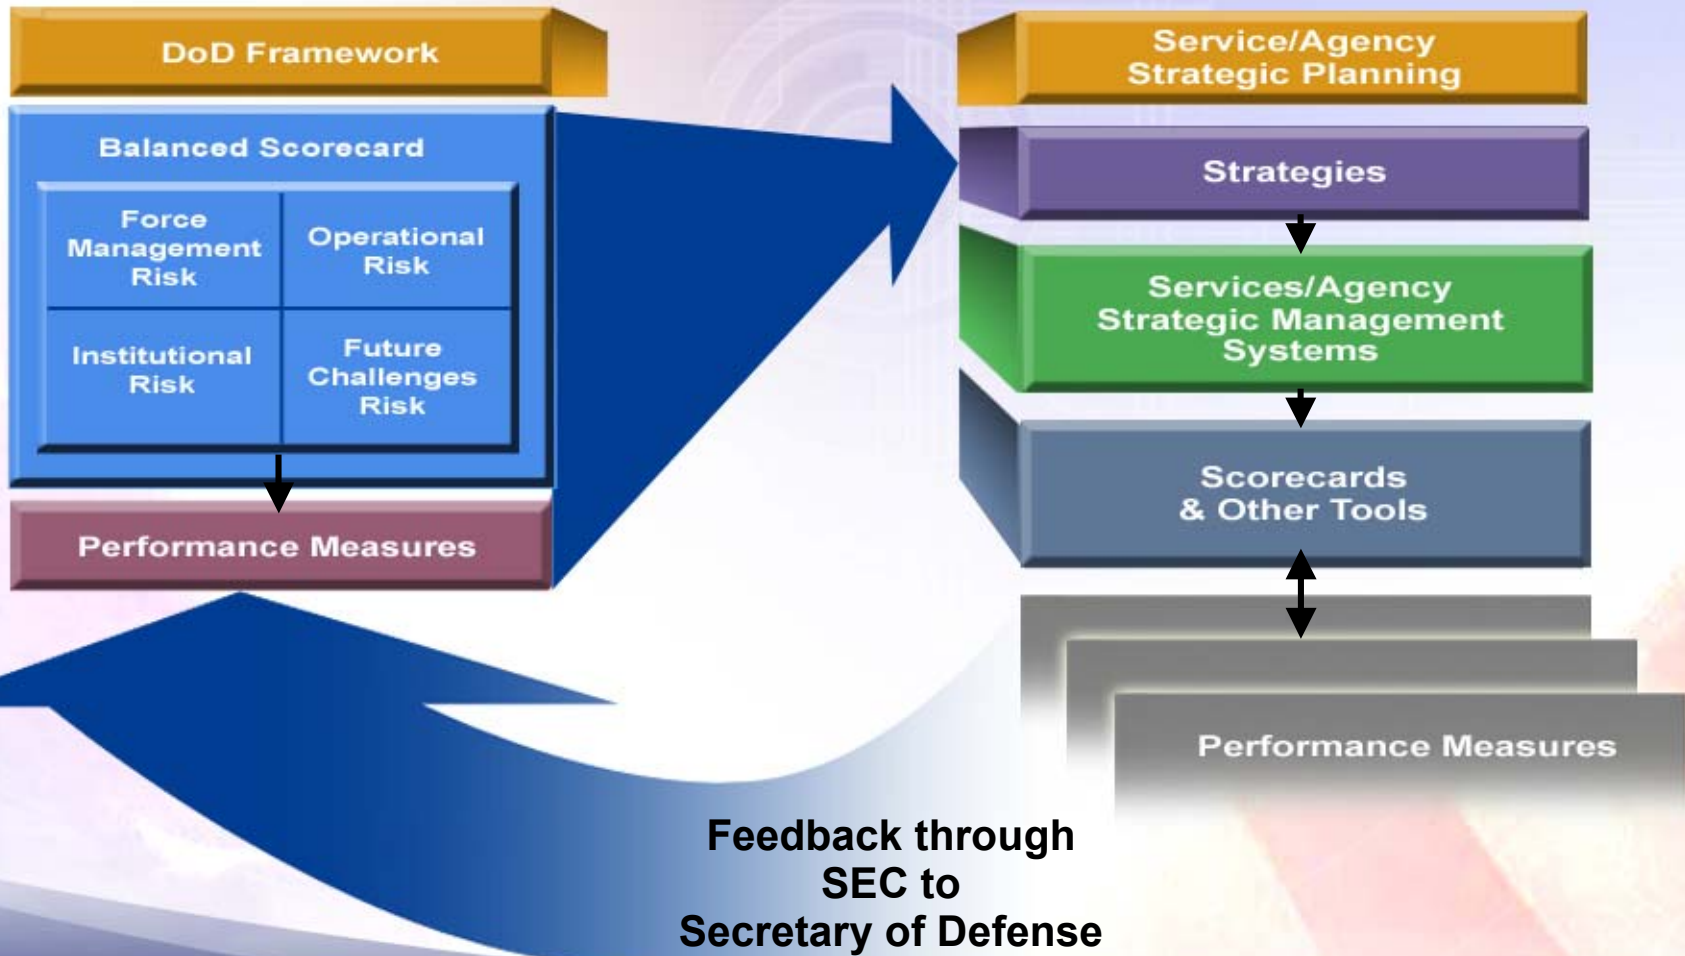 DoD Framework
Balanced Scorecard
Force
Management
Risk
Operational
Risk
Institutional
Risk
Future
Challenges
Risk
Performance Measures
Service/Agency
Strategic Planning
Strategies
Services/Agency
Strategic Management
Systems
Scorecards
& Other Tools
Performance Measures
Feedback through
SEC to
Secretary of Defense